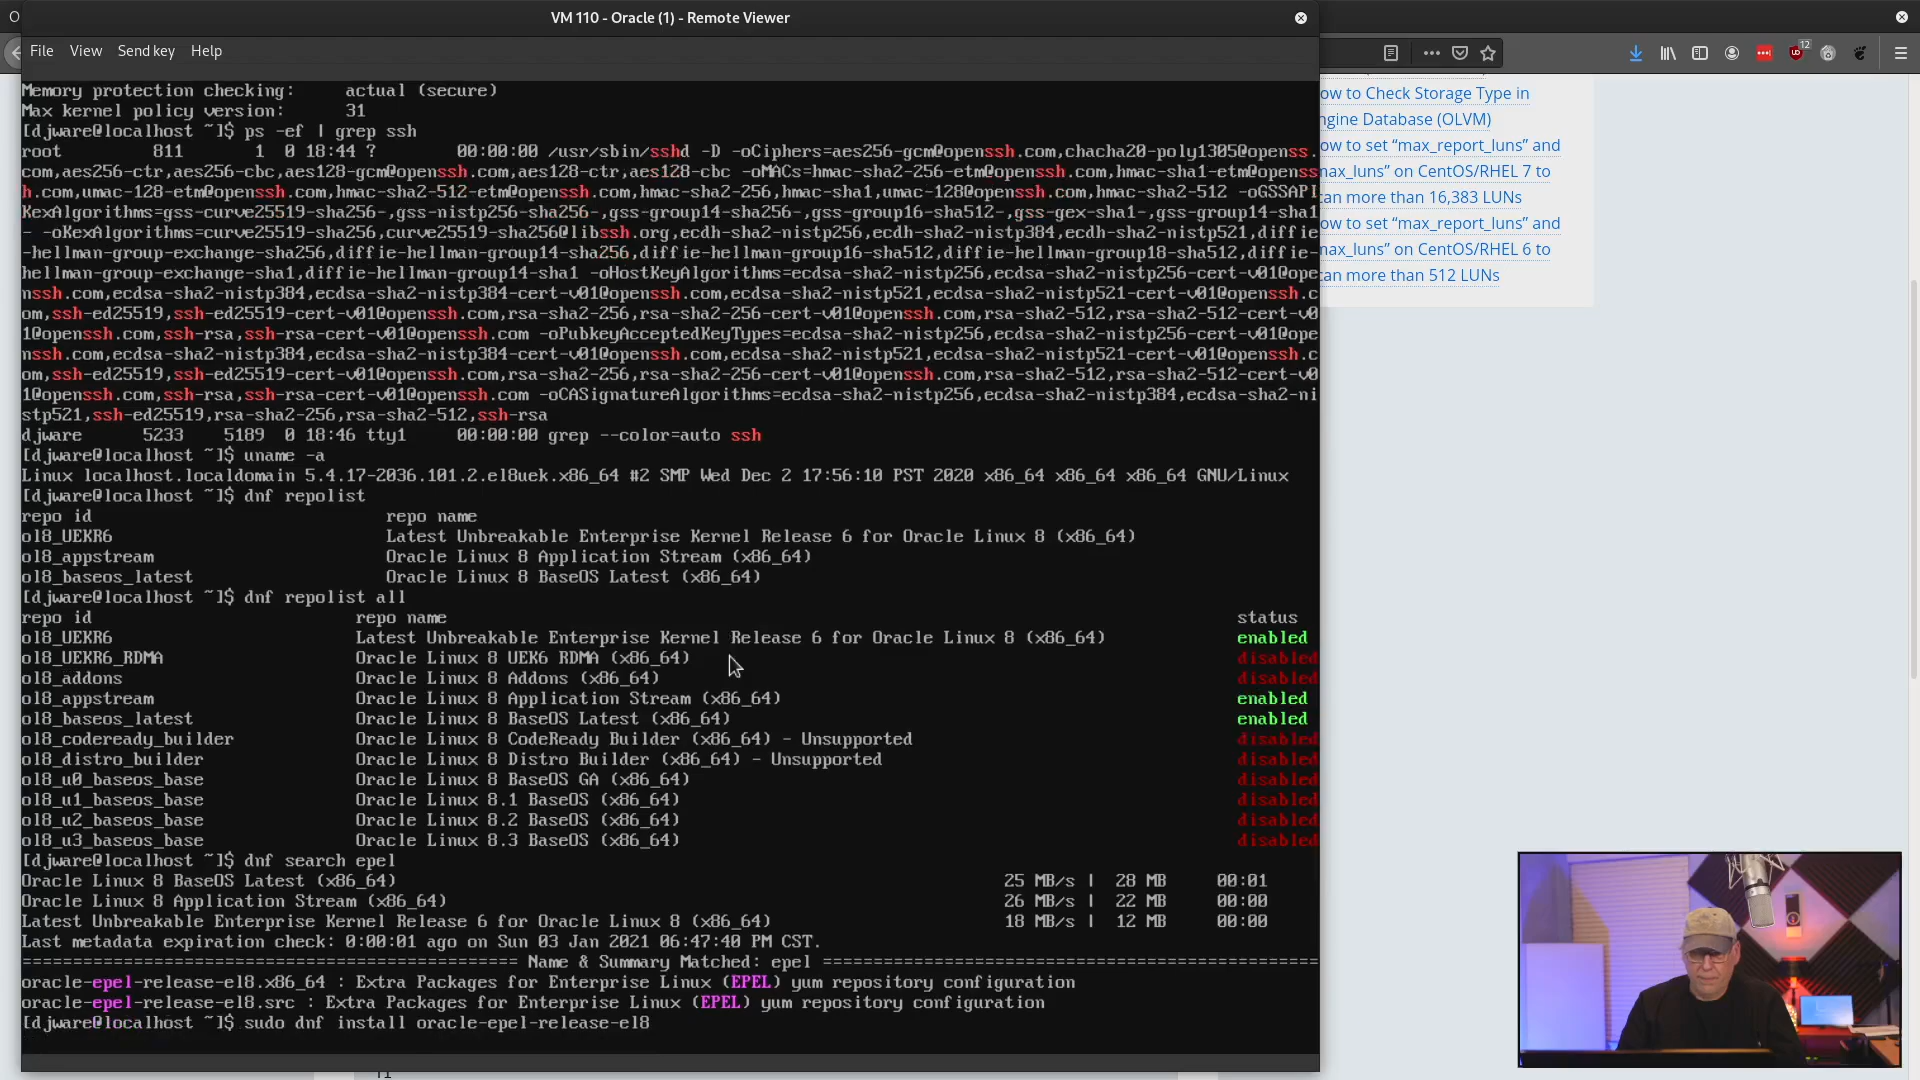 VM 110 - Oracle (1) - Remote Viewer
File View Send key Help
12
Memory protection checking: actual (secure)
Max kernel policy version: 31
[djware@localhost ~]$ ps -ef | grep ssh
root 811 1 0 18:44 ? 00:00:00 /usr/sbin/sshd -D -oCiphers=aes256-gcm@openssh.com,chacha20-poly1305@openss.
com,aes256-ctr,aes256-cbc,aes128-gcm@openssh.com,aes128-ctr,aes128-cbc -oMACs=hmac-sha2-256-etm@openssh.com,hmac-sha1-etm@openss
h.com,umac-128-etm@openssh.com,hmac-sha2-512-etm@openssh.com,hmac-sha2-256,hmac-sha1,umac-128@openssh.com,hmac-sha2-512 -oGSSAPI
KexAlgorithms=gss-curve25519-sha256-,gss-nistp256-sha256-,gss-group14-sha256-,gss-group16-sha512-,gss-gex-sha1-,gss-group14-sha1
- -oKexAlgorithms=curve25519-sha256,curve25519-sha256@libssh.org,ecdh-sha2-nistp256,ecdh-sha2-nistp384,ecdh-sha2-nistp521,diffie
-hellman-group-exchange-sha256,diffie-hellman-group14-sha256,diffie-hellman-group16-sha512,diffie-hellman-group18-sha512,diffie-
hellman-group-exchange-sha1,diffie-hellman-group14-sha1 -oHostKeyAlgorithms=ecdsa-sha2-nistp256,ecdsa-sha2-nistp256-cert-v01@ope
nssh.com,ecdsa-sha2-nistp384,ecdsa-sha2-nistp384-cert-v01@openssh.com,ecdsa-sha2-nistp521,ecdsa-sha2-nistp521-cert-v01@openssh.c
om,ssh-ed25519,ssh-ed25519-cert-v01@openssh.com,rsa-sha2-256,rsa-sha2-256-cert-v01@openssh.com,rsa-sha2-512,rsa-sha2-512-cert-v0
1@openssh.com,ssh-rsa,ssh-rsa-cert-v01@openssh.com -oPubkeyAcceptedKeyTypes=ecdsa-sha2-nistp256,ecdsa-sha2-nistp256-cert-v01@ope
nssh.com,ecdsa-sha2-nistp384,ecdsa-sha2-nistp384-cert-v01@openssh.com,ecdsa-sha2-nistp521,ecdsa-sha2-nistp521-cert-v01@openssh.c
om,ssh-ed25519,ssh-ed25519-cert-v01@openssh.com,rsa-sha2-256,rsa-sha2-256-cert-v01@openssh.com,rsa-sha2-512,rsa-sha2-512-cert-v0
1@openssh.com,ssh-rsa,ssh-rsa-cert-v01@openssh.com -oCASignatureAlgorithms=ecdsa-sha2-nistp256,ecdsa-sha2-nistp384,ecdsa-sha2-ni
stp521,ssh-ed25519,rsa-sha2-256,rsa-sha2-512,ssh-rsa
djware 5233 5189 0 18:46 tty1 00:00:00 grep --color=auto ssh
[djware@localhost ~]$ uname -a
Linux localhost.localdomain 5.4.17-2036.101.2.el8uek.x86_64 #2 SMP Wed Dec 2 17:56:10 PST 2020 x86_64 x86_64 x86_64 GNU/Linux
[djware@localhost ~]$ dnf repolist
repo id repo name
ol8_UEKR6 Latest Unbreakable Enterprise Kernel Release 6 for Oracle Linux 8 (x86_64)
ol8_appstream Oracle Linux 8 Application Stream (x86_64)
ol8_baseos_latest Oracle Linux 8 BaseOS Latest (x86_64)
[djware@localhost ~]$ dnf repolist all
repo id repo name status
ol8_UEKR6 Latest Unbreakable Enterprise Kernel Release 6 for Oracle Linux 8 (x86_64) enabled
ol8_UEKR6_RDMA Oracle Linux 8 UEK6 RDMA (x86_64) disabled
ol8_addons Oracle Linux 8 Addons (x86_64) disabled
ol8_appstream Oracle Linux 8 Application Stream (x86_64) enabled
ol8_baseos_latest Oracle Linux 8 BaseOS Latest (x86_64) enabled
ol8_codeready_builder Oracle Linux 8 CodeReady Builder (x86_64) - Unsupported disabled
ol8_distro_builder Oracle Linux 8 Distro Builder (x86_64) - Unsupported disabled
ol8_u0_baseos_base Oracle Linux 8 BaseOS GA (x86_64) disabled
ol8_u1_baseos_base Oracle Linux 8.1 BaseOS (x86_64) disabled
ol8_u2_baseos_base Oracle Linux 8.2 BaseOS (x86_64) disabled
ol8_u3_baseos_base Oracle Linux 8.3 BaseOS (x86_64) disabled
[djware@localhost ~]$ dnf search epel
Oracle Linux 8 BaseOS Latest (x86_64) 25 MB/s | 28 MB 00:01
Oracle Linux 8 Application Stream (x86_64) 26 MB/s | 22 MB 00:00
Latest Unbreakable Enterprise Kernel Release 6 for Oracle Linux 8 (x86_64) 18 MB/s | 12 MB 00:00
Last metadata expiration check: 0:00:01 ago on Sun 03 Jan 2021 06:47:40 PM CST.
================================================= Name & Summary Matched: epel =================================================
oracle-epel-release-el8.x86_64 : Extra Packages for Enterprise Linux (EPEL) yum repository configuration
oracle-epel-release-el8.src : Extra Packages for Enterprise Linux (EPEL) yum repository configuration
[djware@localhost ~]$ sudo dnf install oracle-epel-release-el8
ow to Check Storage Type in
ngine Database (OLVM)
ow to set “max_report_luns” and
max_luns” on CentOS/RHEL 7 to
can more than 16,383 LUNs
ow to set “max_report_luns” and
max_luns” on CentOS/RHEL 6 to
can more than 512 LUNs